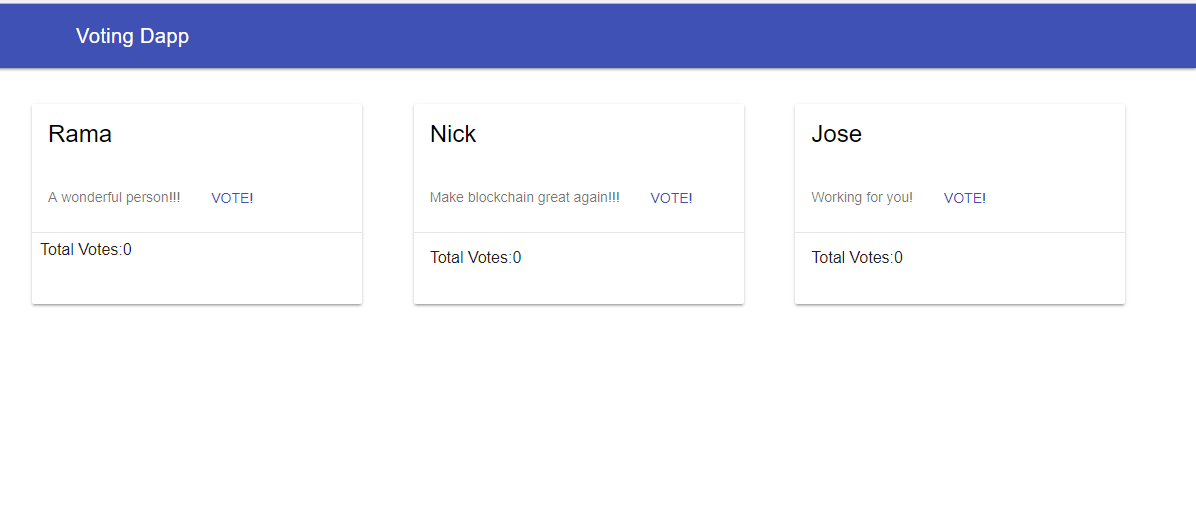 Voting Dapp
Rama
A wonderful person!!! VOTE!
Total Votes:0
Nick
Make blockchain great again!!! VOTE!
Total Votes:0
Jose
Working for you! VOTE!
Total Votes:0